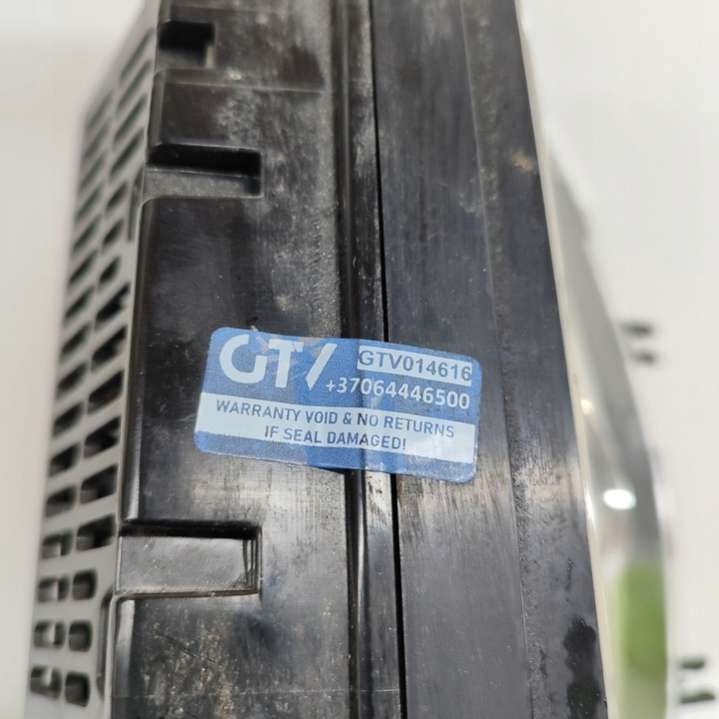 GTV GTV014616
+37064446500
WARRANTY VOID & NO RETURNS
IF SEAL DAMAGED!